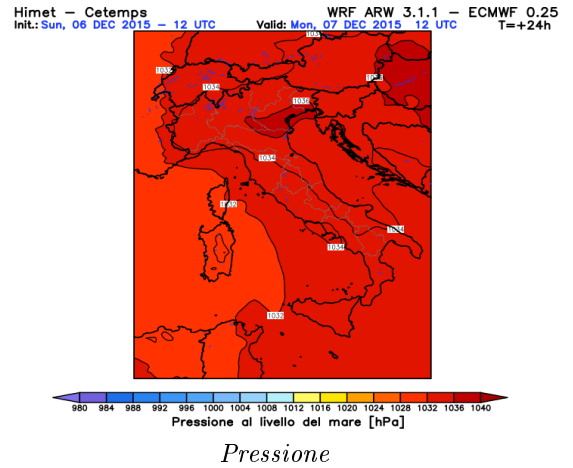 Himet − Cetemps WRF ARW 3.1.1 − ECMWF 0.25
Init.: Sun, 06 DEC 2015 − 12 UTC Valid: Mon, 07 DEC 2015 12 UTC T=+24h
1032
1034
1036
1034
1032
1034
1032
980 984 988 992 996 1000 1004 1008 1012 1016 1020 1024 1028 1032 1036 1040
Pressione al livello del mare [hPa]
Pressione